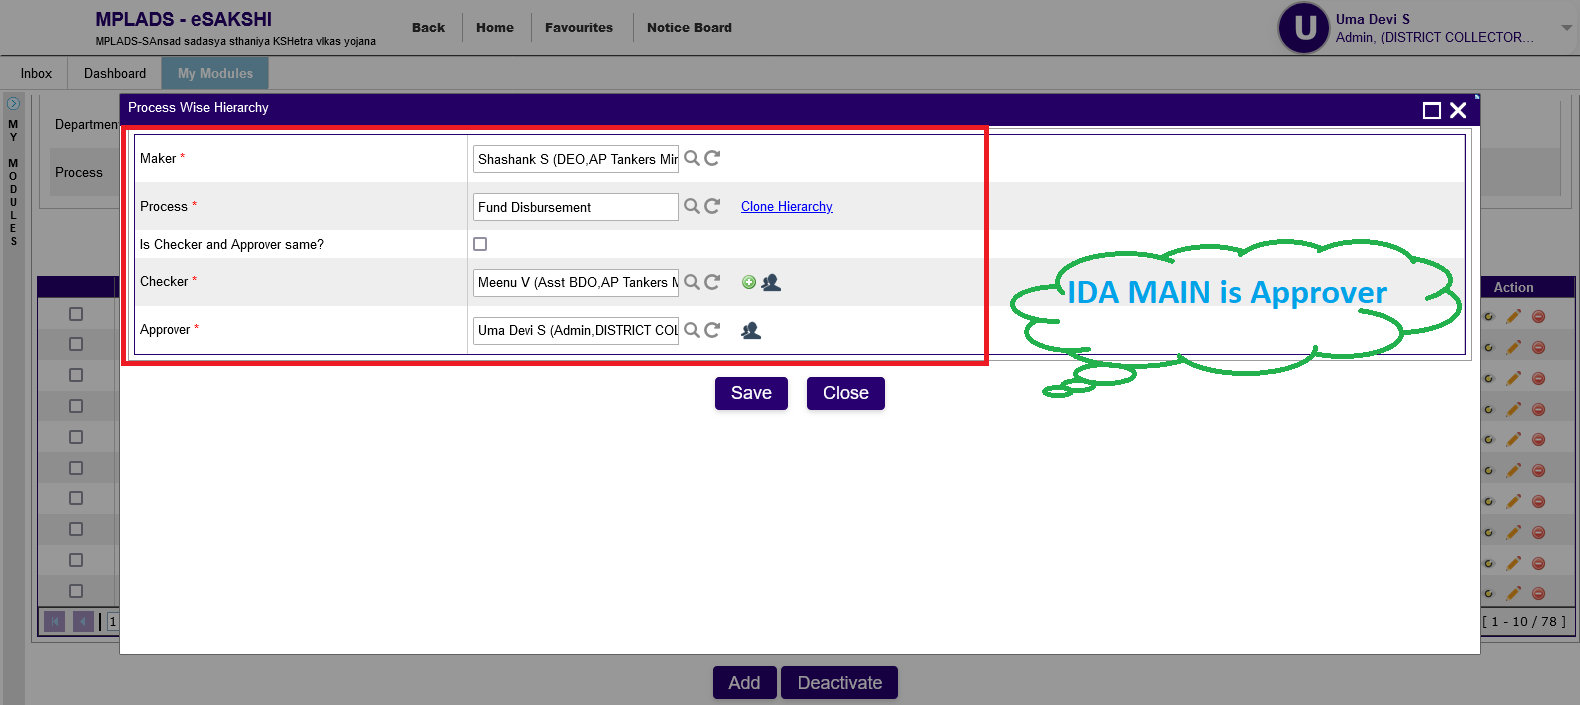 MPLADS - eSAKSHI
MPLADS-SAnsad sadasya sthaniya KSHetra vIkas yojana
Back
Home
Favourites
Notice Board
U
Uma Devi S
Admin, (DISTRICT COLLECTOR...
Inbox
Dashboard
My Modules
MY MODULES
Process Wise Hierarchy
Departmen
Process
Maker *
Shashank S (DEO,AP Tankers Mir
Process *
Fund Disbursement
Clone Hierarchy
Is Checker and Approver same?
Checker *
Meenu V (Asst BDO,AP Tankers M
Approver *
Uma Devi S (Admin,DISTRICT COL
IDA MAIN is Approver
Action
Save
Close
1
[ 1 - 10 / 78 ]
Add
Deactivate